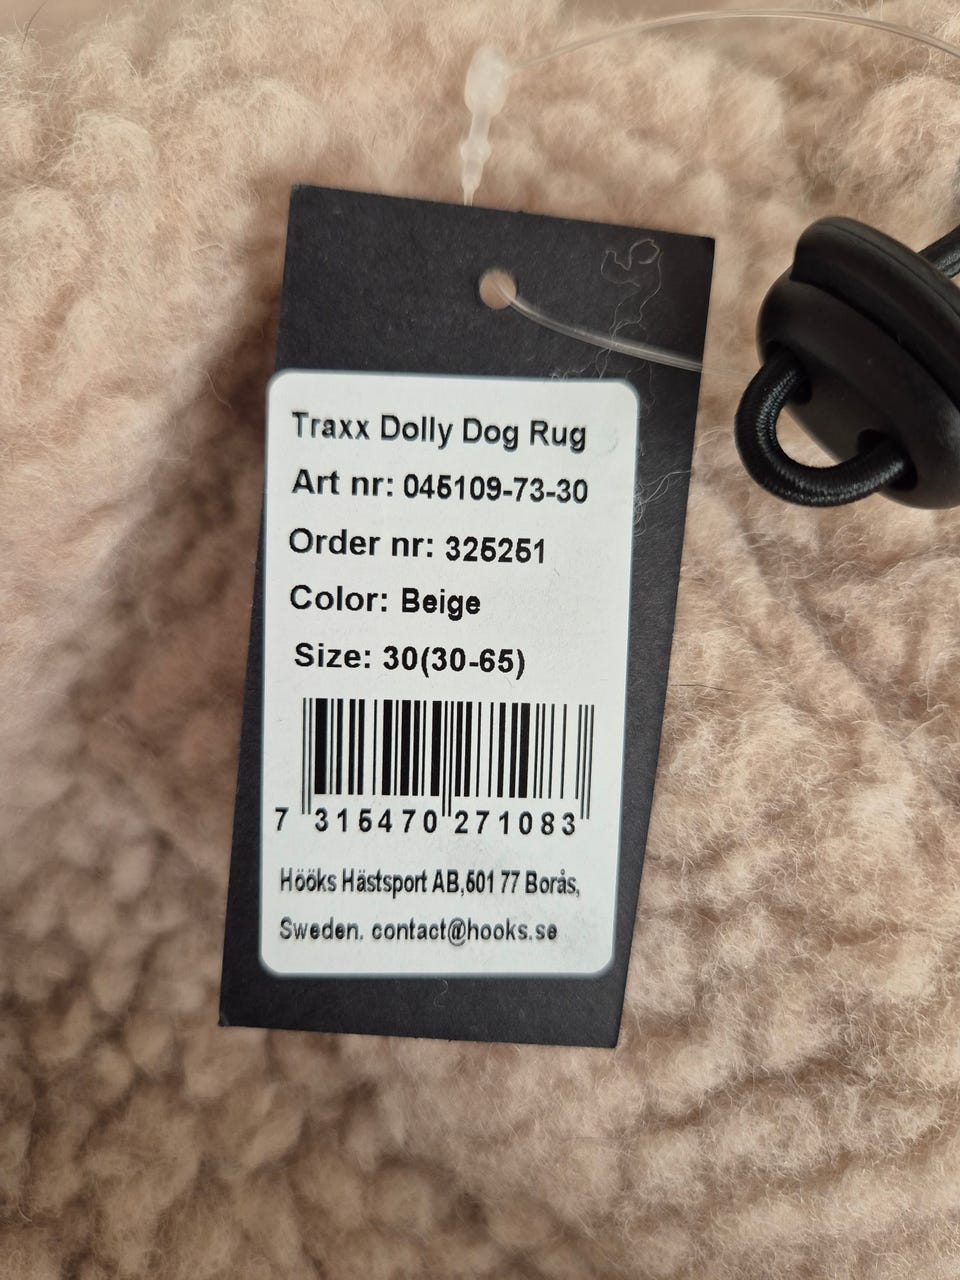 Traxx Dolly Dog Rug
Art nr: 045109-73-30
Order nr: 325251
Color: Beige
Size: 30(30-65)
7 315470 271083
Hööks Hästsport AB,501 77 Borås,
Sweden. contact@hooks.se